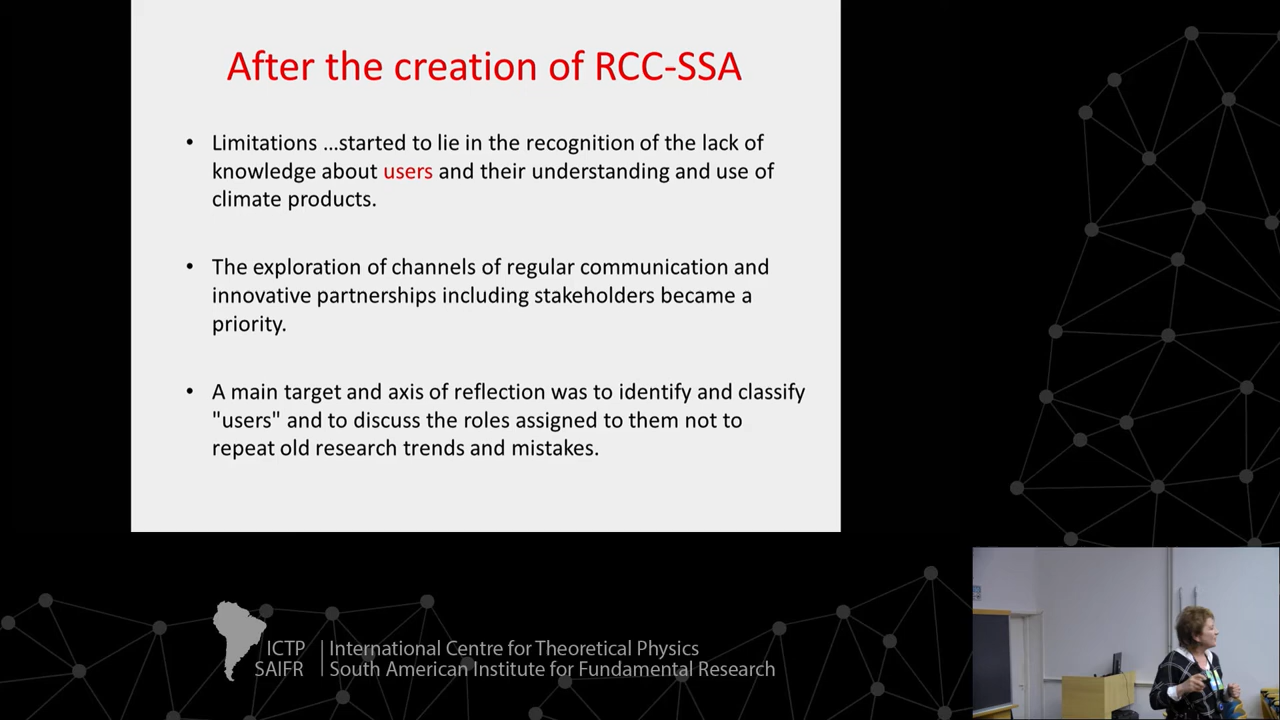 After the creation of RCC-SSA
• Limitations ...started to lie in the recognition of the lack of
knowledge about users and their understanding and use of
climate products.
• The exploration of channels of regular communication and
innovative partnerships including stakeholders became a
priority.
• A main target and axis of reflection was to identify and classify
"users" and to discuss the roles assigned to them not to
repeat old research trends and mistakes.
ICTP | International Centre for Theoretical Physics
SAIFR | South American Institute for Fundamental Research